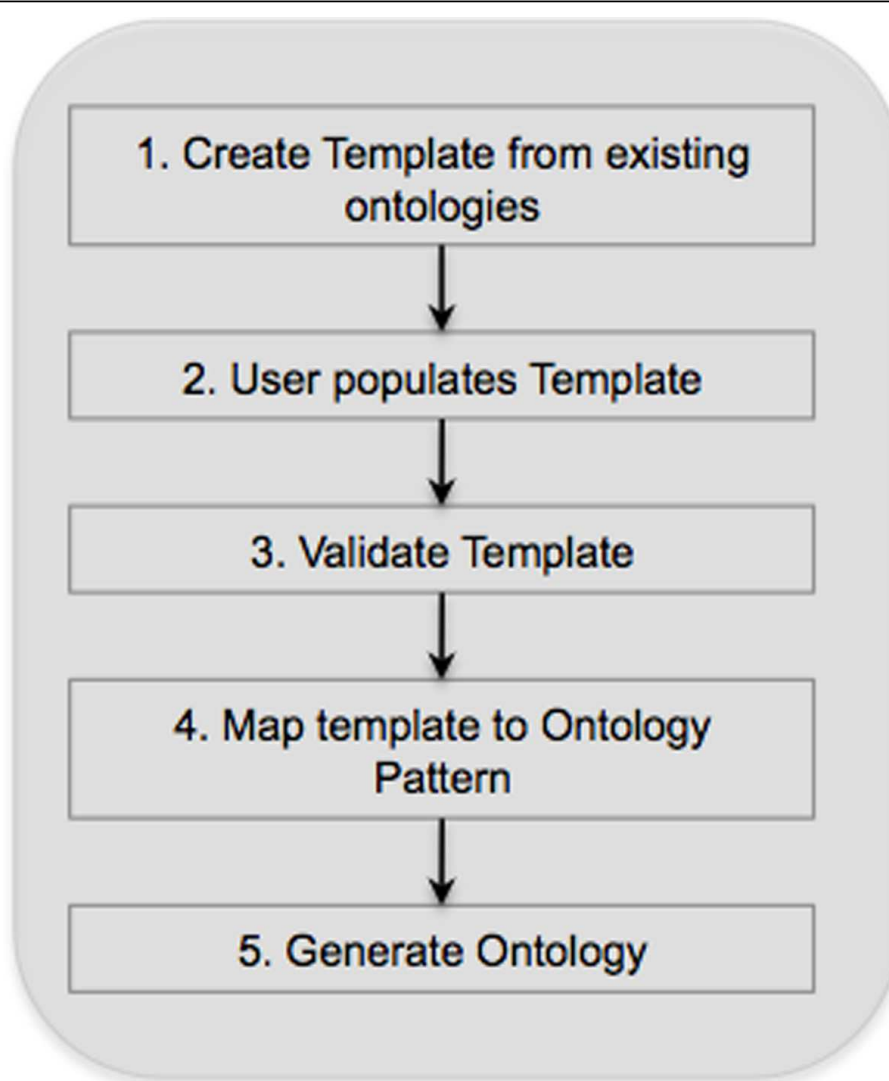 1. Create Template from existing
ontologies
2. User populates Template
3. Validate Template
4. Map template to Ontology
Pattern
5. Generate Ontology